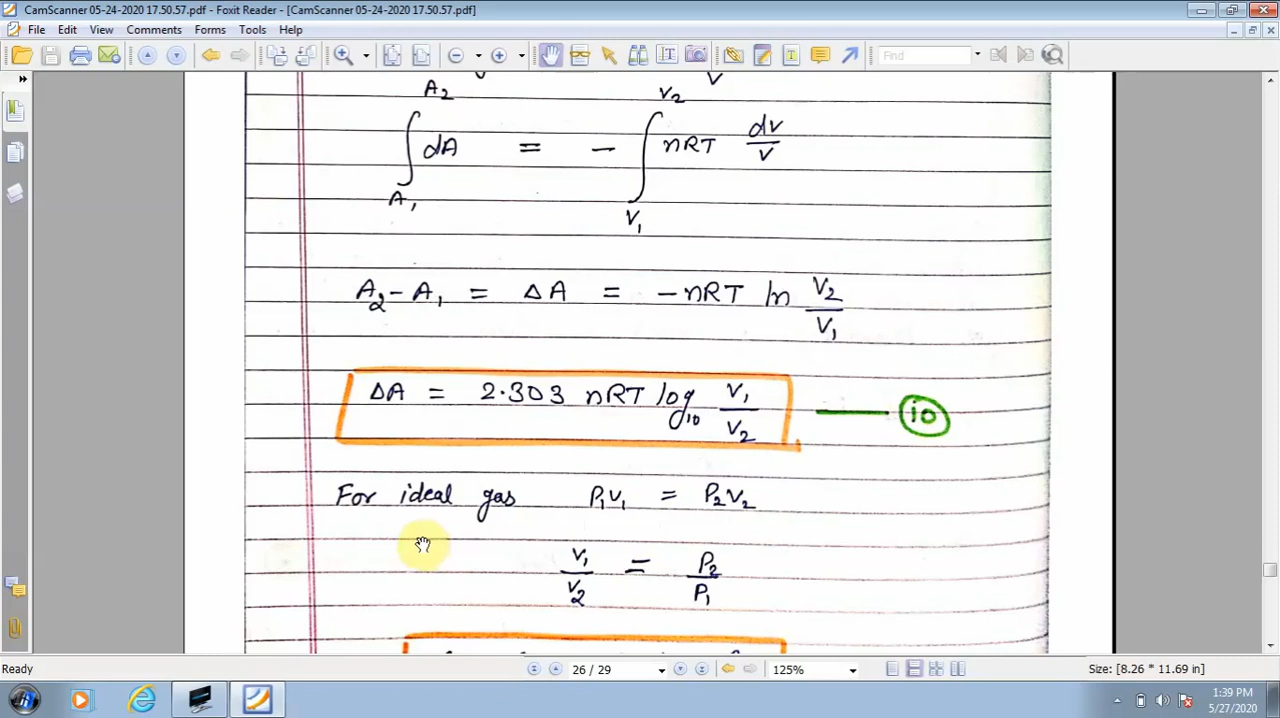 CamScanner 05-24-2020 17.50.57.pdf - Foxit Reader - [CamScanner 05-24-2020 17.50.57.pdf]
File Edit View Comments Forms Tools Help
Find
A2 V2 V
∫ dA = - ∫ nRT dv/v
A1 V1
A2 - A1 = ΔA = -nRT ln V2/V1
ΔA = 2.303 nRT log10 V1/V2 10
For ideal gas P1V1 = P2V2
V1/V2 = P2/P1
Ready 26 / 29 125% Size: [8.26 * 11.69 in]
1:39 PM
5/27/2020